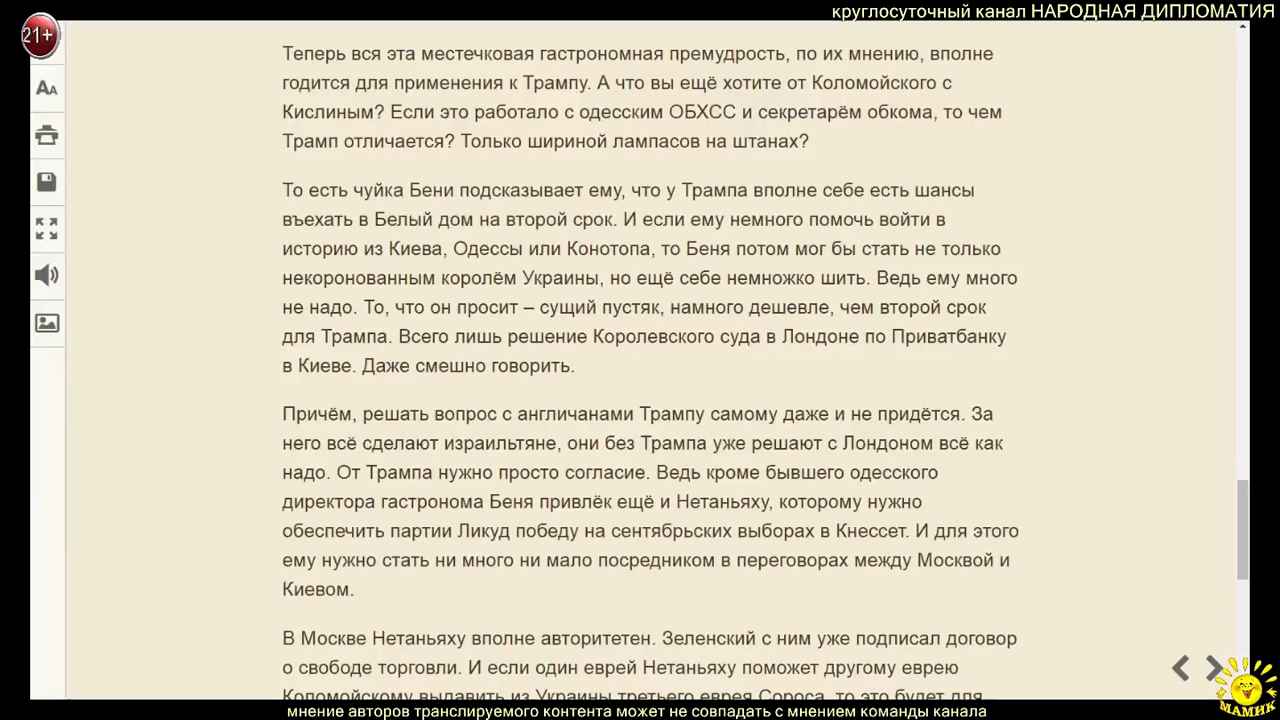 круглосуточный канал НАРОДНАЯ ДИПЛОМАТИЯ
21+
Теперь вся эта местечковая гастрономная премудрость, по их мнению, вполне
годится для применения к Трампу. А что вы ещё хотите от Коломойского с
Кислиным? Если это работало с одесским ОБХСС и секретарём обкома, то чем
Трамп отличается? Только шириной лампасов на штанах?
То есть чуйка Бени подсказывает ему, что у Трампа вполне себе есть шансы
въехать в Белый дом на второй срок. И если ему немного помочь войти в
историю из Киева, Одессы или Конотопа, то Беня потом мог бы стать не только
некоронованным королём Украины, но ещё себе немножко шить. Ведь ему много
не надо. То, что он просит – сущий пустяк, намного дешевле, чем второй срок
для Трампа. Всего лишь решение Королевского суда в Лондоне по Приватбанку
в Киеве. Даже смешно говорить.
Причём, решать вопрос с англичанами Трампу самому даже и не придётся. За
него всё сделают израильтяне, они без Трампа уже решают с Лондоном всё как
надо. От Трампа нужно просто согласие. Ведь кроме бывшего одесского
директора гастронома Беня привлёк ещё и Нетаньяху, которому нужно
обеспечить партии Ликуд победу на сентябрьских выборах в Кнессет. И для этого
ему нужно стать ни много ни мало посредником в переговорах между Москвой и
Киевом.
В Москве Нетаньяху вполне авторитетен. Зеленский с ним уже подписал договор
о свободе торговли. И если один еврей Нетаньяху поможет другому еврею
Коломойскому выдавить из Украины третьего еврея Сороса, то это будет для
МАМИК
мнение авторов транслируемого контента может не совпадать с мнением команды канала